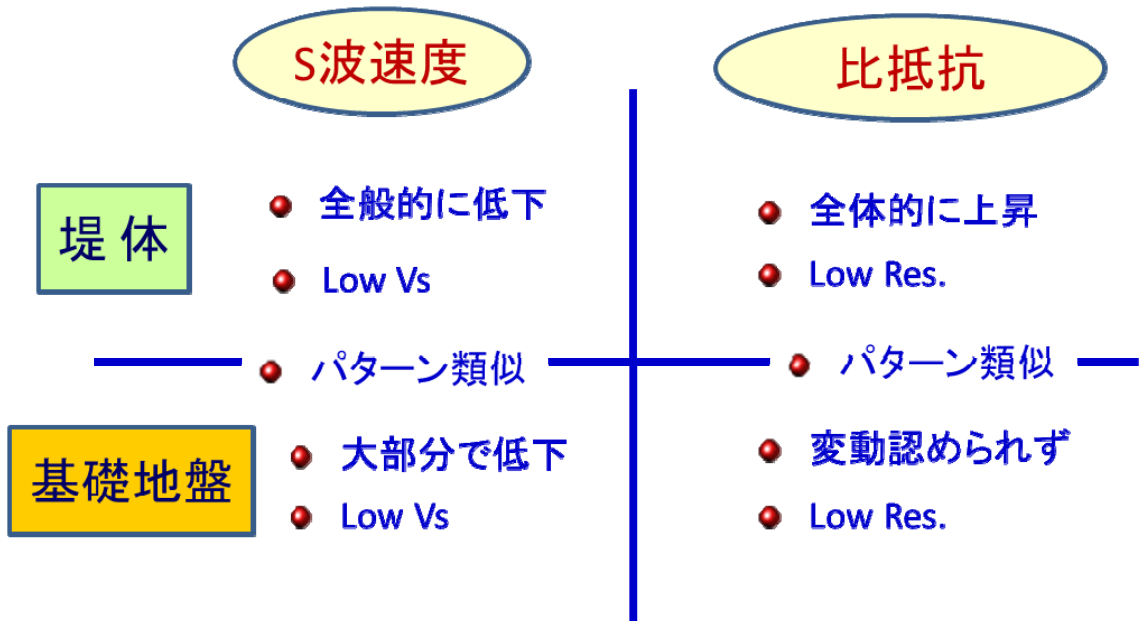 S波速度
比抵抗
堤 体
全般的に低下
Low Vs
全体的に上昇
Low Res.
パターン類似
パターン類似
基礎地盤
大部分で低下
Low Vs
変動認められず
Low Res.